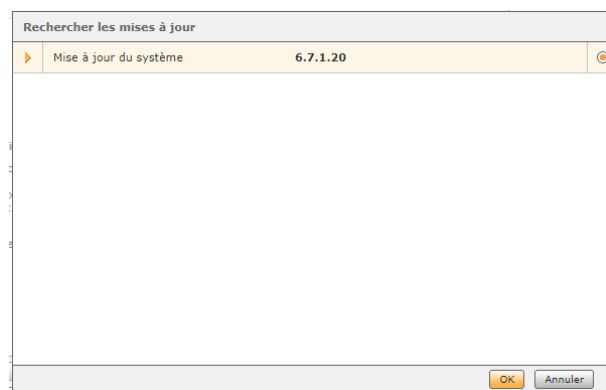 Rechercher les mises à jour
Mise à jour du système 6.7.1.20
OK Annuler